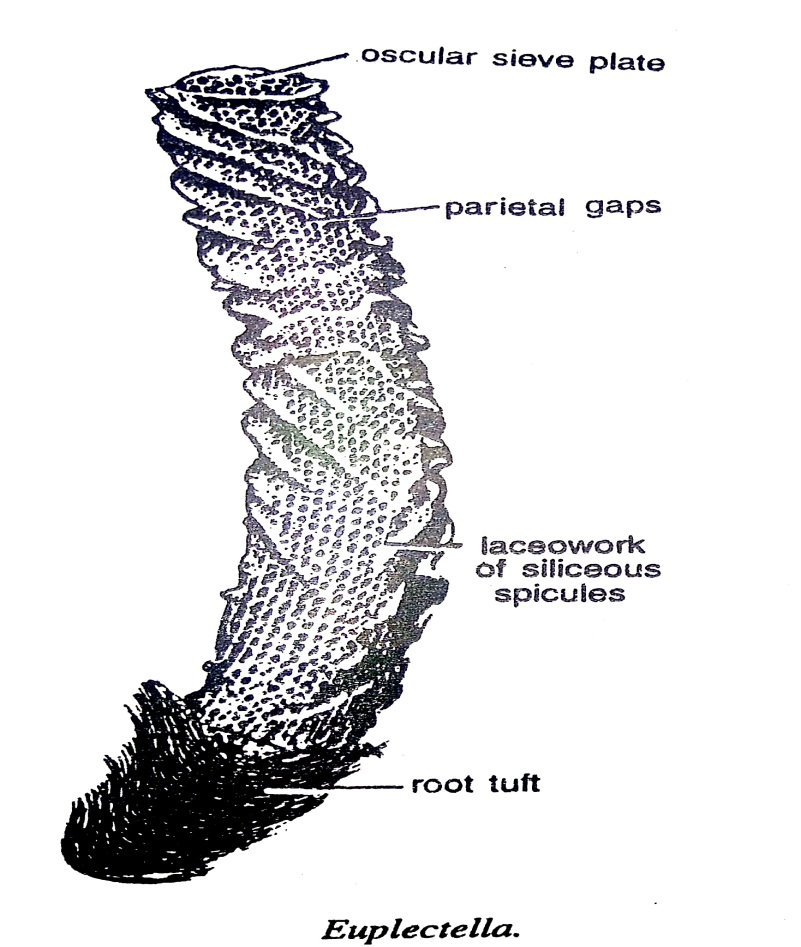 oscular sieve plate
parietal gaps
laceowork
of siliceous
spicules
root tuft
Euplectella.